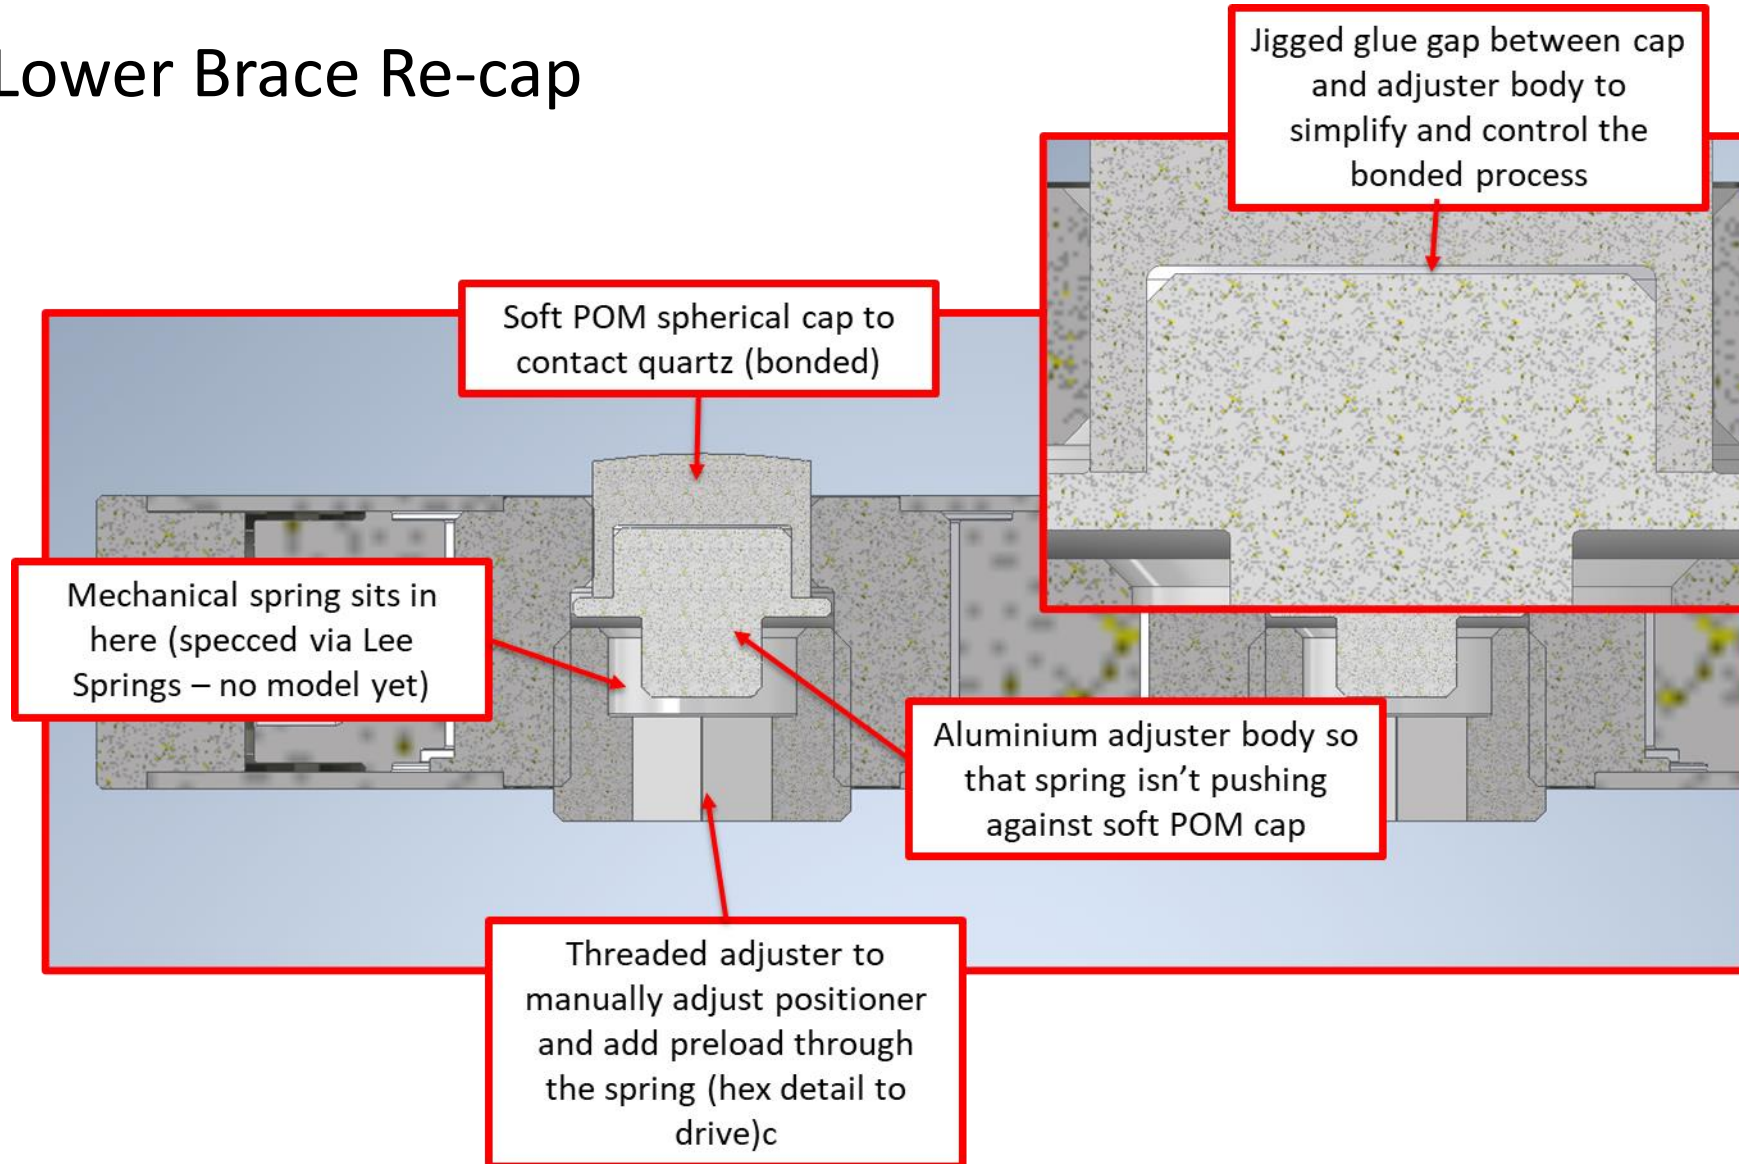 Lower Brace Re-cap
Jigged glue gap between cap
and adjuster body to
simplify and control the
bonded process
Soft POM spherical cap to
contact quartz (bonded)
Mechanical spring sits in
here (specced via Lee
Springs – no model yet)
Aluminium adjuster body so
that spring isn't pushing
against soft POM cap
Threaded adjuster to
manually adjust positioner
and add preload through
the spring (hex detail to
drive)c